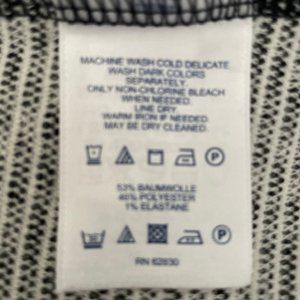 MACHINE WASH COLD DELICATE
WASH DARK COLORS
SEPARATELY.
ONLY NON-CHLORINE BLEACH
WHEN NEEDED.
LINE DRY.
WARM IRON IF NEEDED.
MAY BE DRY CLEANED.
P
53% BAUMWOLLE
46% POLYESTER
1% ELASTANE
P
RN 62830